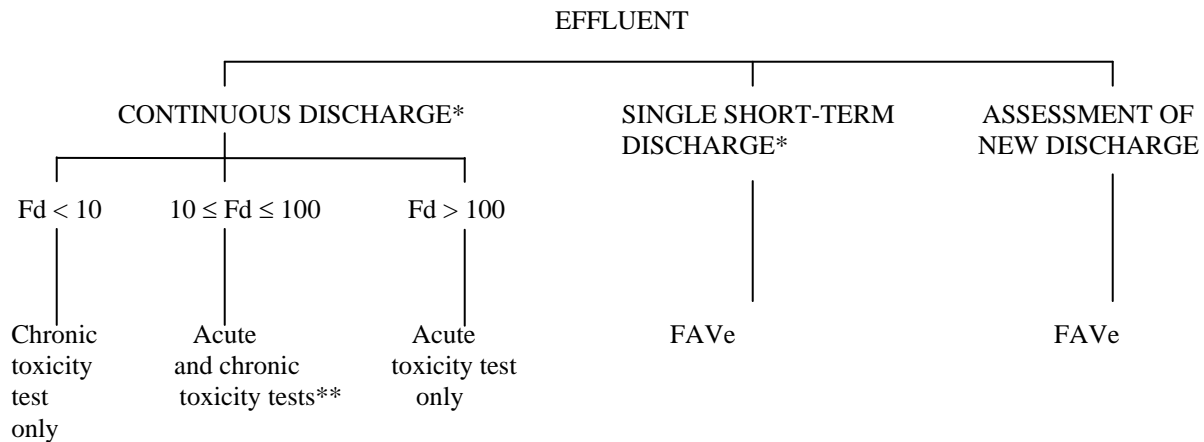 EFFLUENT
CONTINUOUS DISCHARGE*
SINGLE SHORT-TERM
DISCHARGE*
ASSESSMENT OF
NEW DISCHARGE
Fd < 10
10 ≤ Fd ≤ 100
Fd > 100
Chronic
toxicity
test
only
Acute
and chronic
toxicity tests**
Acute
toxicity test
only
FAVe
FAVe